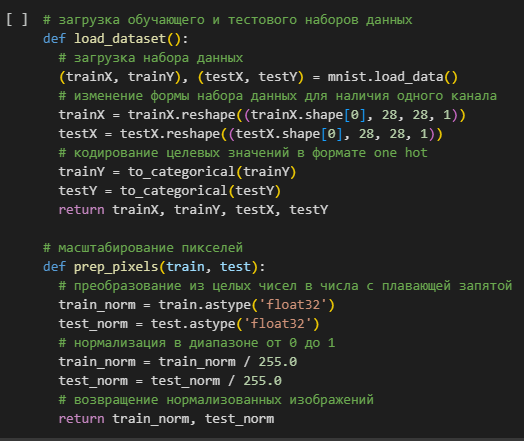 [ ] # загрузка обучающего и тестового наборов данных
def load_dataset():
  # загрузка набора данных
  (trainX, trainY), (testX, testY) = mnist.load_data()
  # изменение формы набора данных для наличия одного канала
  trainX = trainX.reshape((trainX.shape[0], 28, 28, 1))
  testX = testX.reshape((testX.shape[0], 28, 28, 1))
  # кодирование целевых значений в формате one hot
  trainY = to_categorical(trainY)
  testY = to_categorical(testY)
  return trainX, trainY, testX, testY

# масштабирование пикселей
def prep_pixels(train, test):
  # преобразование из целых чисел в числа с плавающей запятой
  train_norm = train.astype('float32')
  test_norm = test.astype('float32')
  # нормализация в диапазоне от 0 до 1
  train_norm = train_norm / 255.0
  test_norm = test_norm / 255.0
  # возвращение нормализованных изображений
  return train_norm, test_norm